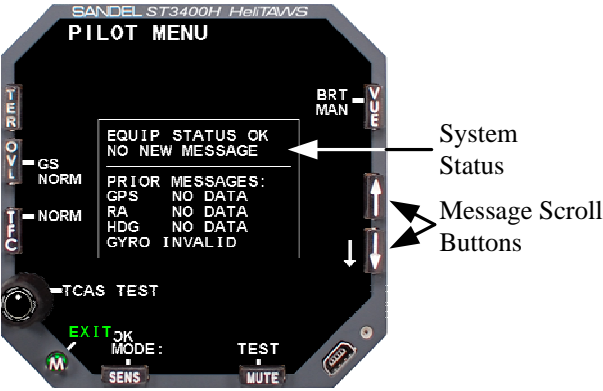 SANDEL ST3400H HeliTAWS
PILOT MENU
TER
BRT
MAN
VUE
EQUIP STATUS OK
NO NEW MESSAGE
System
Status
OVL
GS
NORM
PRIOR MESSAGES:
GPS NO DATA
RA NO DATA
HDG NO DATA
GYRO INVALID
Message Scroll
Buttons
TFC
NORM
TCAS TEST
EXIT
OK
MODE:
TEST
M
SENS
MUTE